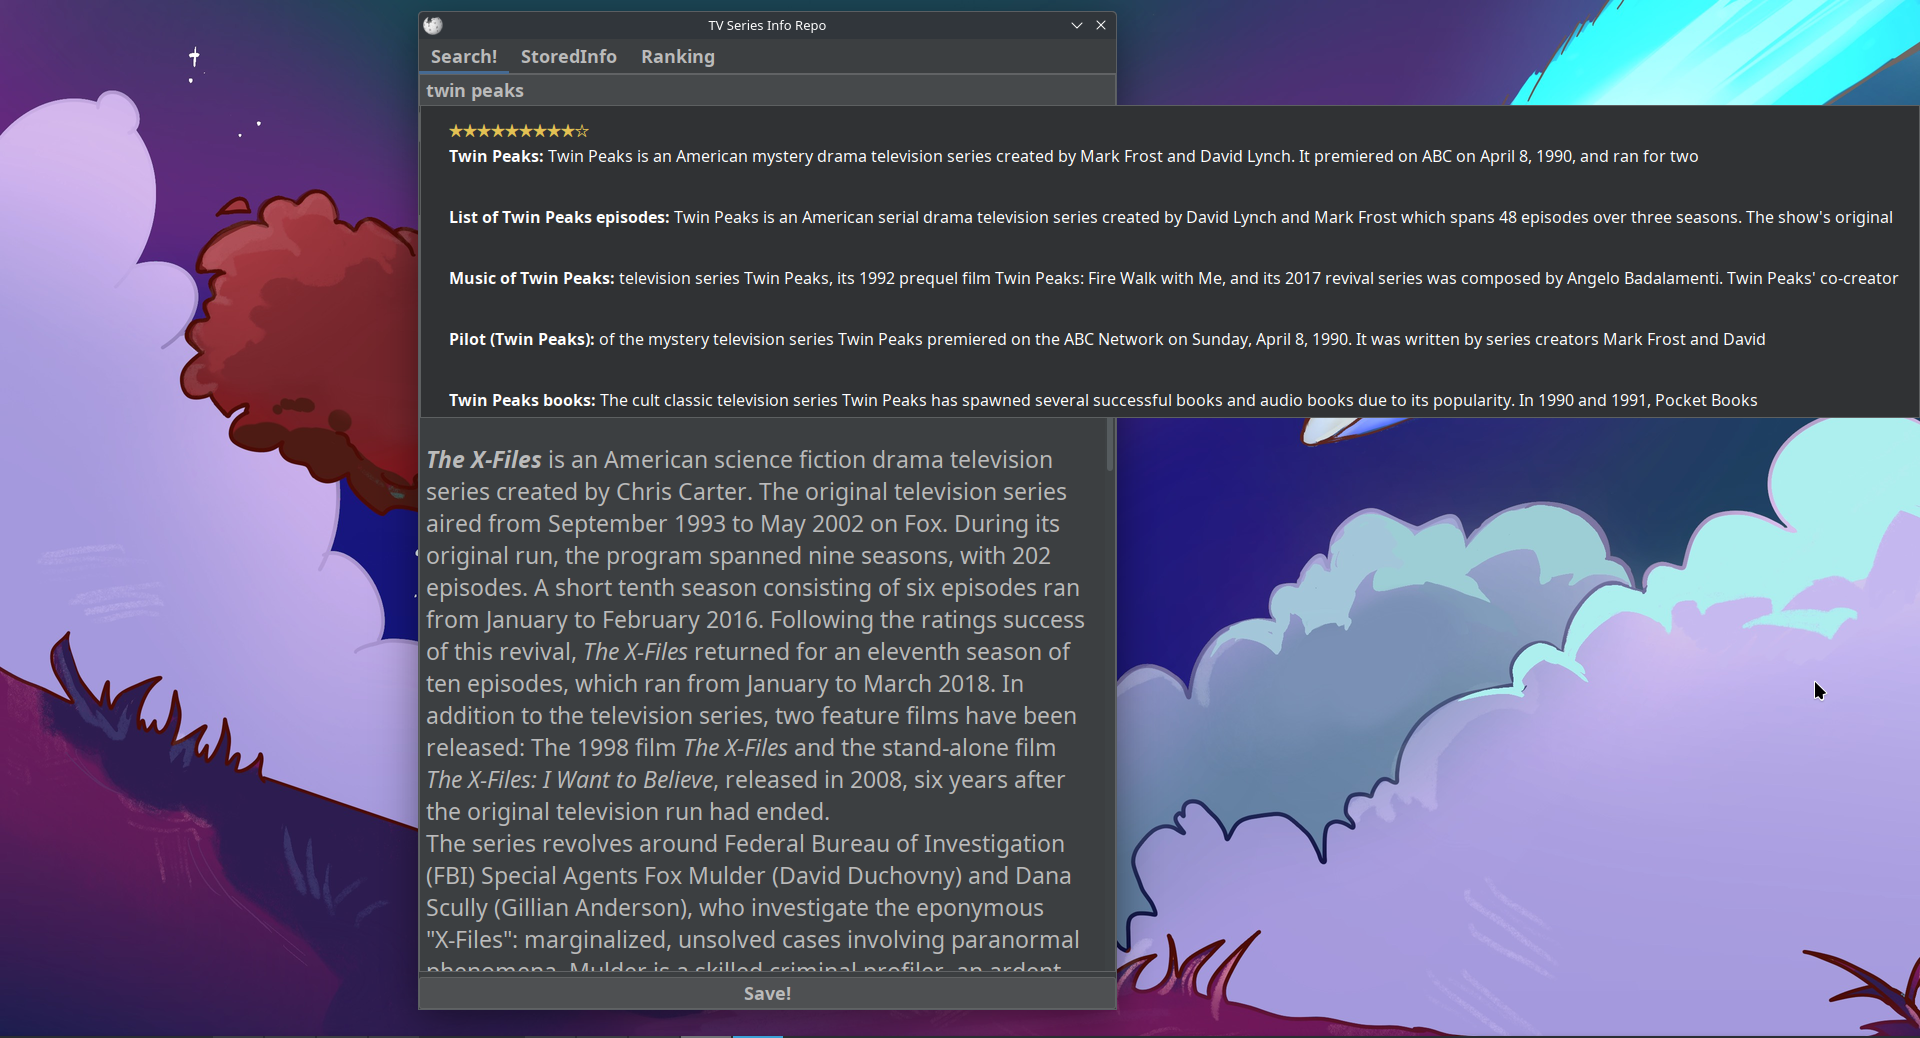 TV Series Info Repo
Search! StoredInfo Ranking
twin peaks
★★★★★★★★★☆
Twin Peaks: Twin Peaks is an American mystery drama television series created by Mark Frost and David Lynch. It premiered on ABC on April 8, 1990, and ran for two
List of Twin Peaks episodes: Twin Peaks is an American serial drama television series created by David Lynch and Mark Frost which spans 48 episodes over three seasons. The show's original
Music of Twin Peaks: television series Twin Peaks, its 1992 prequel film Twin Peaks: Fire Walk with Me, and its 2017 revival series was composed by Angelo Badalamenti. Twin Peaks' co-creator
Pilot (Twin Peaks): of the mystery television series Twin Peaks premiered on the ABC Network on Sunday, April 8, 1990. It was written by series creators Mark Frost and David
Twin Peaks books: The cult classic television series Twin Peaks has spawned several successful books and audio books due to its popularity. In 1990 and 1991, Pocket Books
The X-Files is an American science fiction drama television
series created by Chris Carter. The original television series
aired from September 1993 to May 2002 on Fox. During its
original run, the program spanned nine seasons, with 202
episodes. A short tenth season consisting of six episodes ran
from January to February 2016. Following the ratings success
of this revival, The X-Files returned for an eleventh season of
ten episodes, which ran from January to March 2018. In
addition to the television series, two feature films have been
released: The 1998 film The X-Files and the stand-alone film
The X-Files: I Want to Believe, released in 2008, six years after
the original television run had ended.
The series revolves around Federal Bureau of Investigation
(FBI) Special Agents Fox Mulder (David Duchovny) and Dana
Scully (Gillian Anderson), who investigate the eponymous
"X-Files": marginalized, unsolved cases involving paranormal
phenomena. Mulder is a skilled criminal profiler, an ardent
Save!